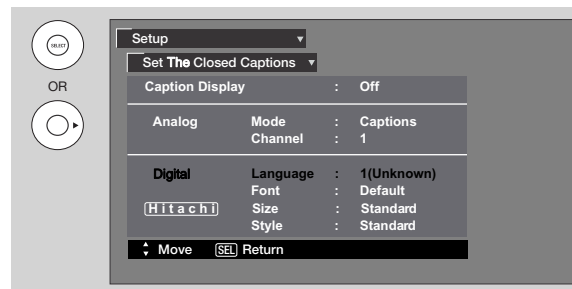 SELECT
OR
Setup
Set The Closed Captions
Caption Display : Off
Analog Mode : Captions
Channel : 1
Digital Language : 1(Unknown)
Font : Default
Hitachi Size : Standard
Style : Standard
Move SEL Return